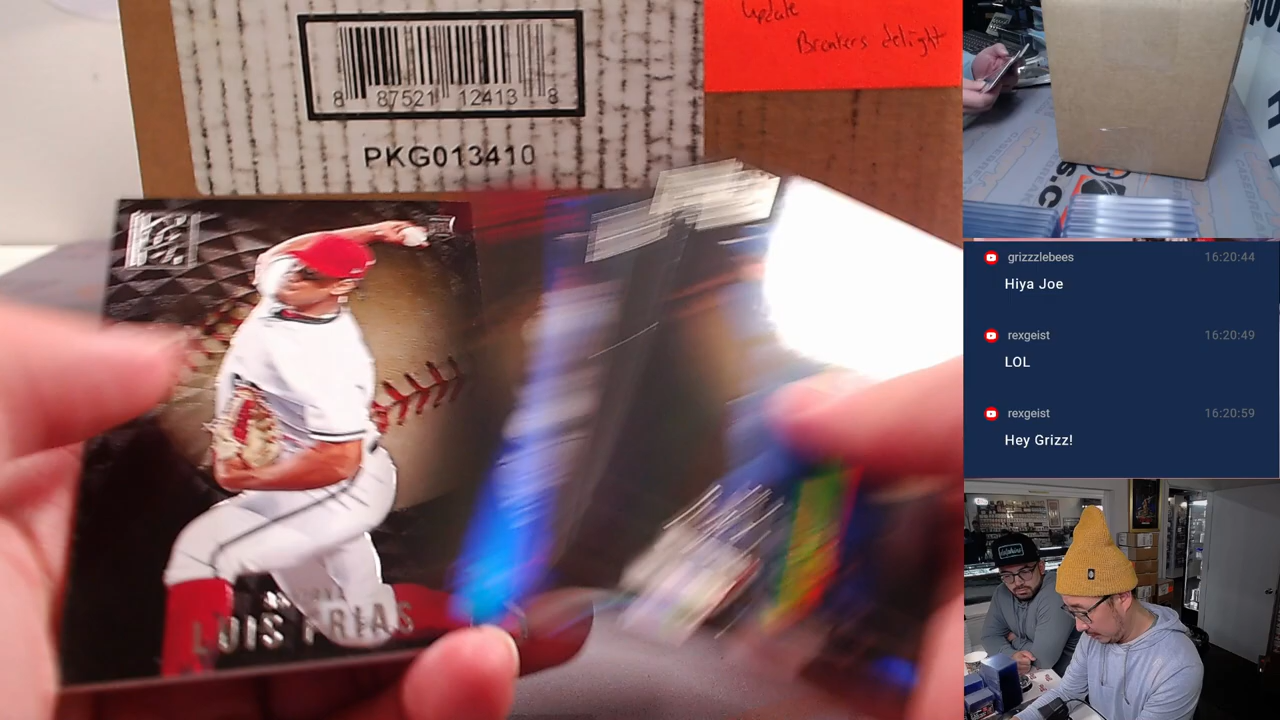 update
Breakers delight
8 87521 12413 8
PKG013410
LUIS FRIAS
grizzzlebees 16:20:44
Hiya Joe
rexgeist 16:20:49
LOL
rexgeist 16:20:59
Hey Grizz!